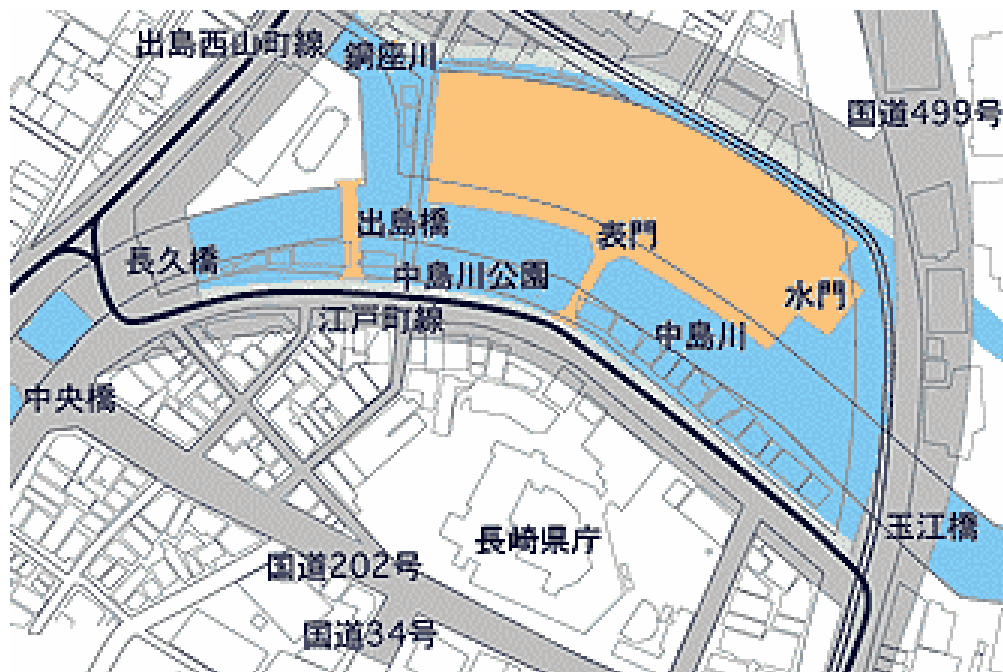 出島西山町線
銅座川
国道499号
出島橋
表門
長久橋
中島川公園
水門
江戸町線
中島川
中央橋
玉江橋
長崎県庁
国道202号
国道34号